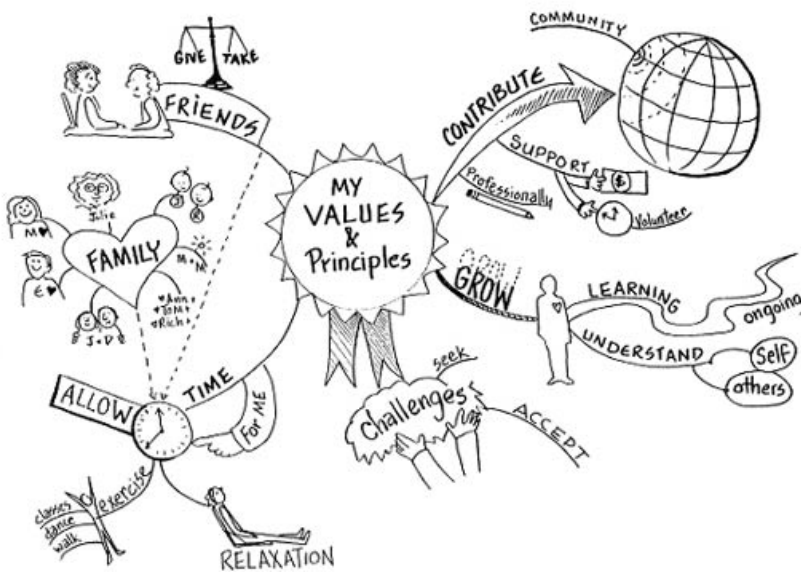 MY
VALUES
&
Principles
GIVE TAKE
FRIENDS
FAMILY
Julie
M♥
E♥
J+D
♥Ann+
♥Tom+
♥Rich+
M+M
TIME
ALLOW
For ME
exercise
classes
dance
walk
RELAXATION
CONTRIBUTE
COMMUNITY
SUPPORT
$
Professionally
Volunteer
GROW
LEARNING
ongoing
UNDERSTAND
Self
others
Challenges
seek
ACCEPT